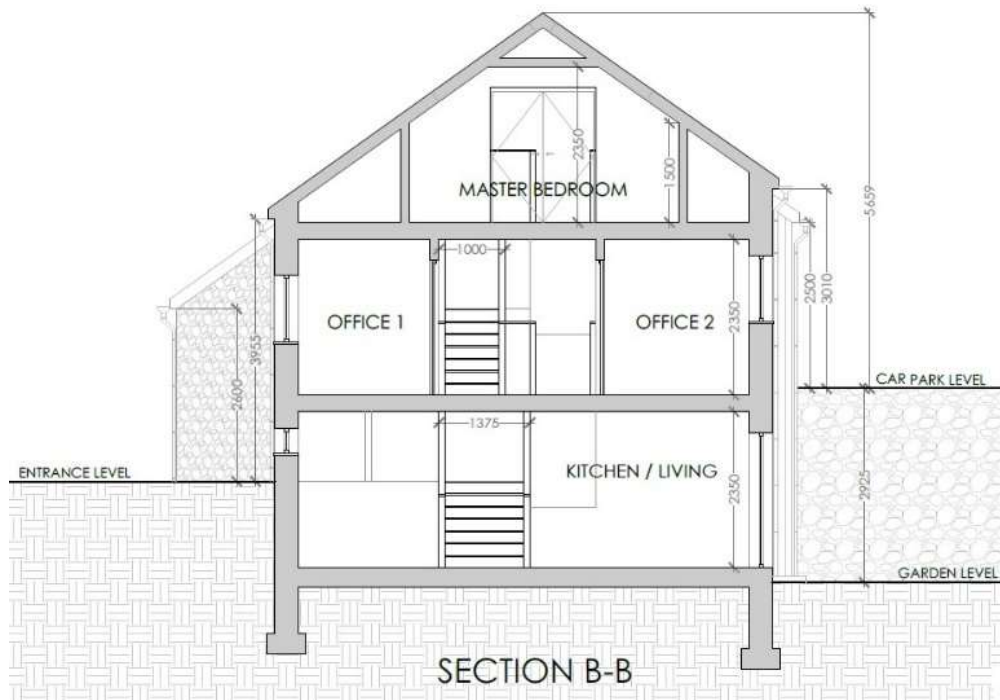 2350
1500
MASTER BEDROOM
5659
1000
2500
3010
OFFICE 1
OFFICE 2
2350
3955
2600
CAR PARK LEVEL
1375
ENTRANCE LEVEL
KITCHEN / LIVING
2350
2925
GARDEN LEVEL
SECTION B-B